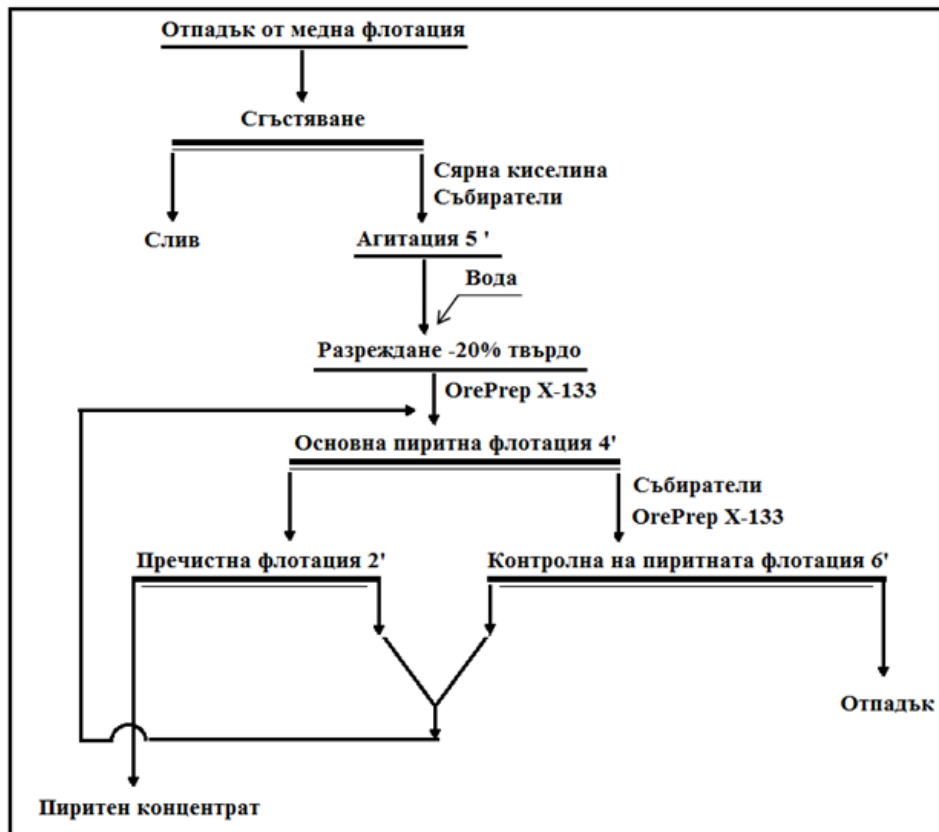 Отпадък от медна флотация
Сгъстяване
Сярна киселина
Събиратели
Слив
Агитация 5 '
Вода
Разреждане -20% твърдо
OrePrep X-133
Основна пиритна флотация 4'
Събиратели
OrePrep X-133
Пречистна флотация 2'
Контролна на пиритната флотация 6'
Отпадък
Пиритен концентрат